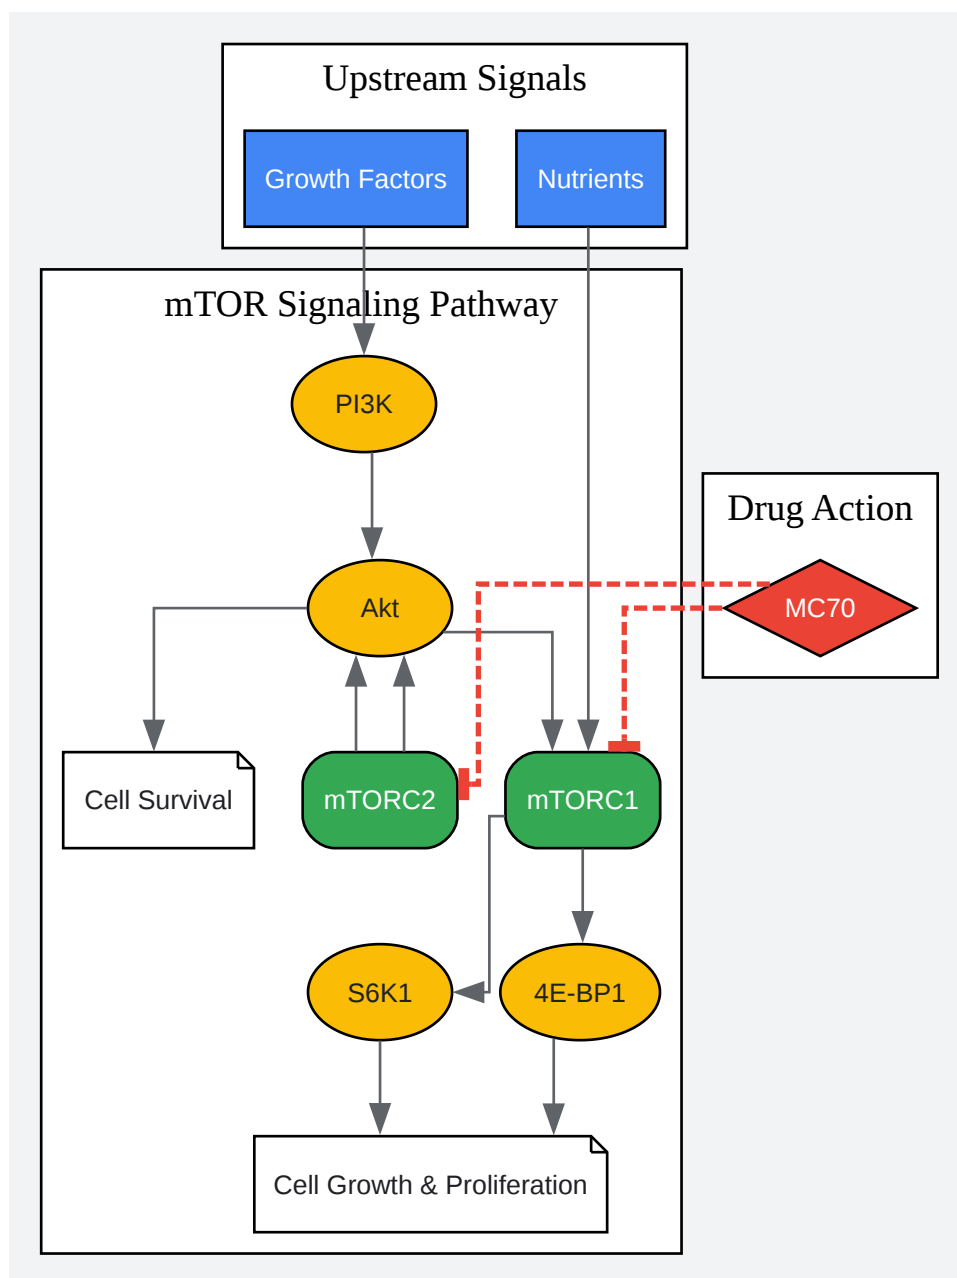 Upstream Signals
Growth Factors
Nutrients
mTOR Signaling Pathway
PI3K
Drug Action
Akt
MC70
Cell Survival
mTORC2
mTORC1
S6K1
4E-BP1
Cell Growth & Proliferation